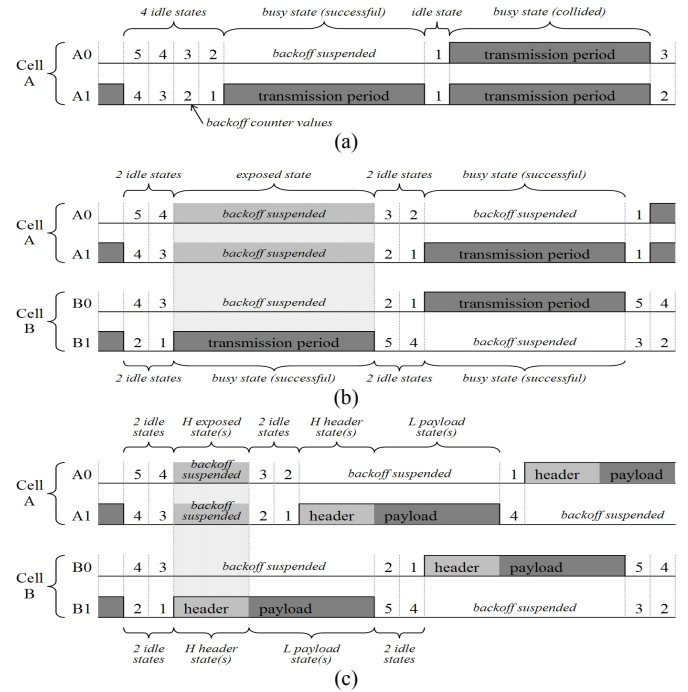 4 idle states busy state (successful) idle state busy state (collided)
Cell A
A0 5 4 3 2 backoff suspended 1 transmission period 3
A1 4 3 2 1 transmission period 1 transmission period 2
backoff counter values
(a)
2 idle states exposed state 2 idle states busy state (successful)
Cell A
A0 5 4 backoff suspended 3 2 backoff suspended 1
A1 4 3 backoff suspended 2 1 transmission period 1
Cell B
B0 4 3 backoff suspended 2 1 transmission period 5 4
B1 2 1 transmission period 5 4 backoff suspended 3 2
2 idle states busy state (successful) 2 idle states busy state (successful)
(b)
2 idle states H exposed state(s) 2 idle states H header state(s) L payload state(s)
Cell A
A0 5 4 backoff suspended 3 2 backoff suspended 1 header payload
A1 4 3 backoff suspended 2 1 header payload 4 backoff suspended
Cell B
B0 4 3 backoff suspended 2 1 header payload 5 4
B1 2 1 header payload 5 4 backoff suspended 3 2
2 idle states H header state(s) L payload state(s) 2 idle states
(c)